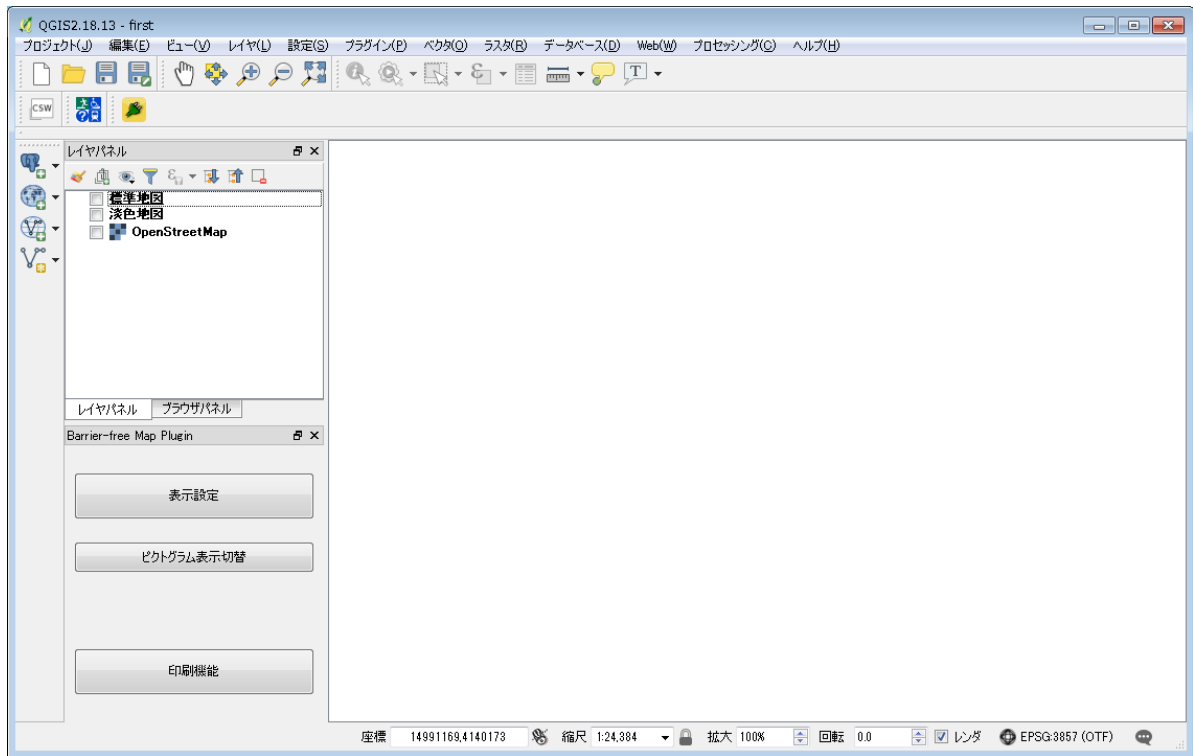 QGIS2.18.13 - first
プロジェクト(J) 編集(E) ビュー(V) レイヤ(L) 設定(S) プラグイン(P) ベクタ(O) ラスタ(R) データベース(D) Web(W) プロセッシング(C) ヘルプ(H)
CSW
レイヤパネル
標準地図
淡色地図
OpenStreetMap
レイヤパネル ブラウザパネル
Barrier-free Map Plugin
表示設定
ピクトグラム表示切替
印刷機能
座標 14991169,4140173 縮尺 1:24,384 拡大 100% 回転 0.0 レンダ EPSG:3857 (OTF)